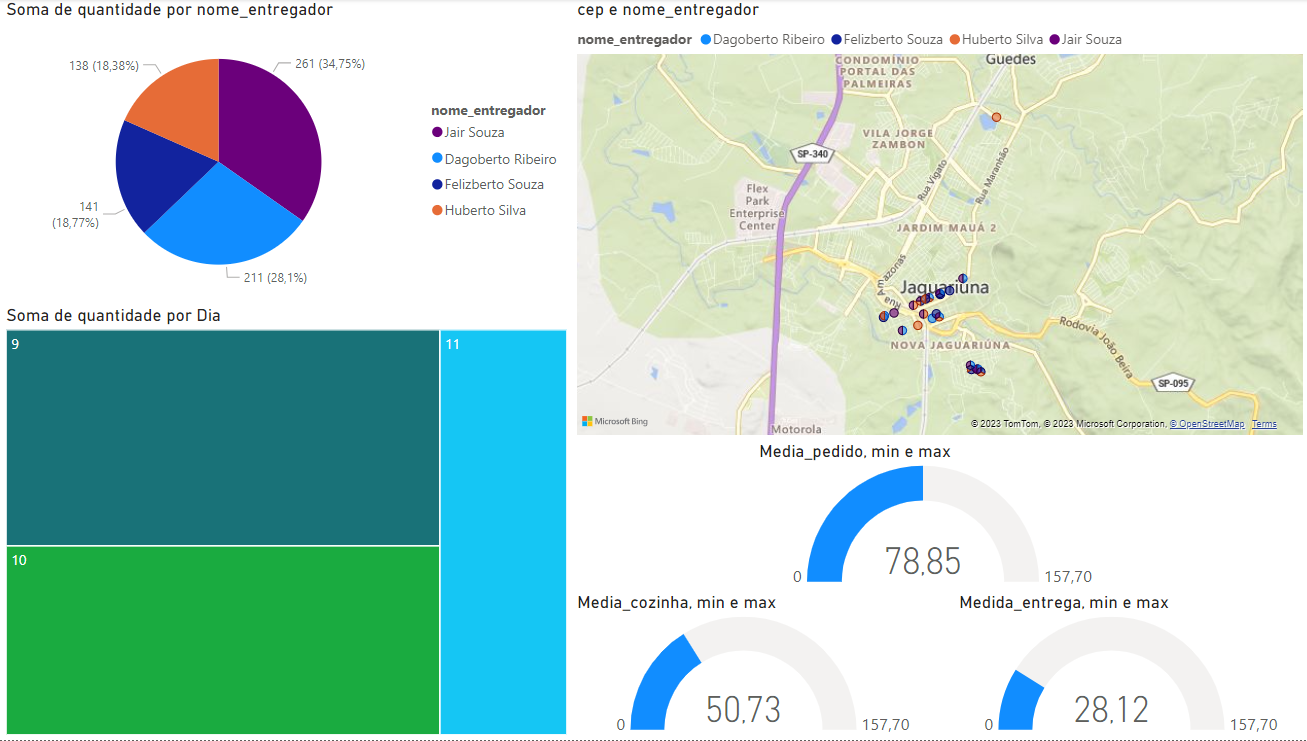 Soma de quantidade por nome_entregador
138 (18,38%)
261 (34,75%)
141
(18,77%)
211 (28,1%)
nome_entregador
Jair Souza
Dagoberto Ribeiro
Felizberto Souza
Huberto Silva
Soma de quantidade por Dia
9
10
11
cep e nome_entregador
nome_entregador Dagoberto Ribeiro Felizberto Souza Huberto Silva Jair Souza
CONDOMÍNIO
PORTAL DAS
PALMEIRAS
Guedes
VILA JORGE
ZAMBON
SP-340
Rua Vigato
Rua Maranhão
Flex
Park
Enterprise
Center
JARDIM MAUÁ 2
Rua Amazonas
Jaguariúna
NOVA JAGUARIÚNA
Rodovia João Beira
SP-095
Motorola
Microsoft Bing
© 2023 TomTom, © 2023 Microsoft Corporation, © OpenStreetMap Terms
Media_pedido, min e max
78,85
0
157,70
Media_cozinha, min e max
50,73
0
157,70
Medida_entrega, min e max
28,12
0
157,70